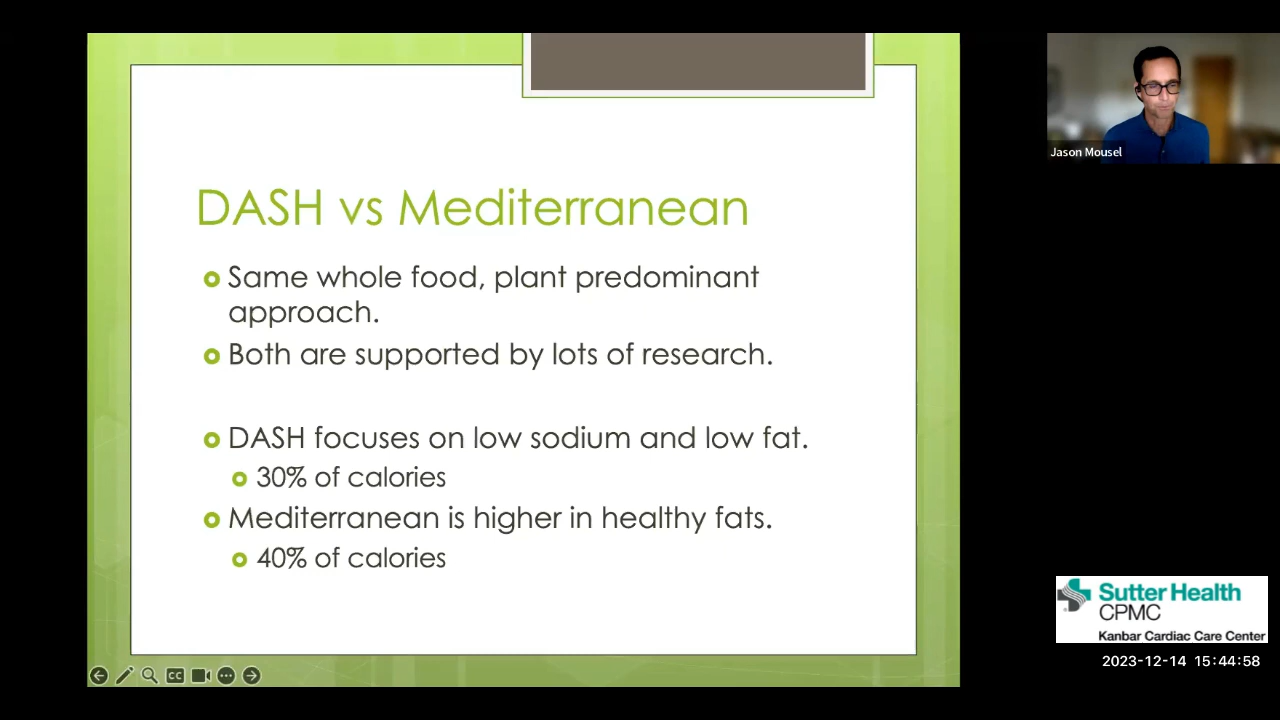 DASH vs Mediterranean
Same whole food, plant predominant
approach.
Both are supported by lots of research.
DASH focuses on low sodium and low fat.
30% of calories
Mediterranean is higher in healthy fats.
40% of calories
CC
Jason Mousel
Sutter Health
CPMC
Kanbar Cardiac Care Center
2023-12-14 15:44:58